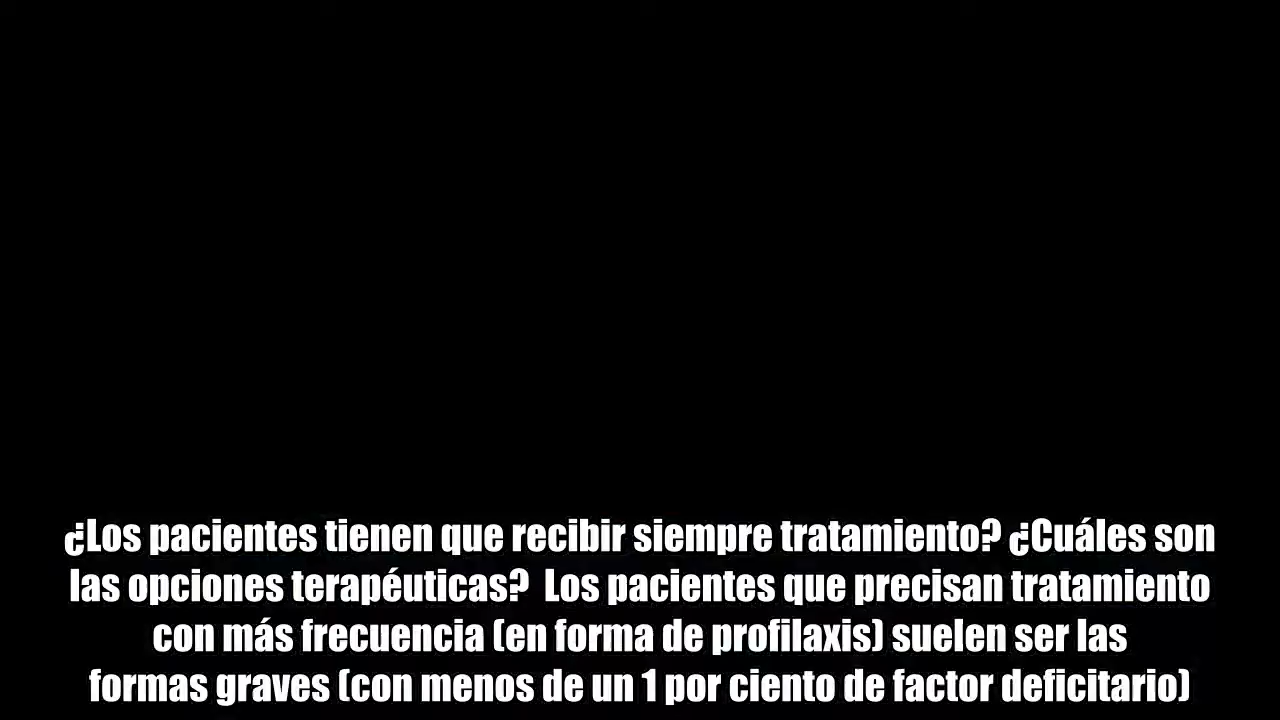 ¿Los pacientes tienen que recibir siempre tratamiento? ¿Cuáles son
las opciones terapéuticas?  Los pacientes que precisan tratamiento
con más frecuencia (en forma de profilaxis) suelen ser las
formas graves (con menos de un 1 por ciento de factor deficitario)